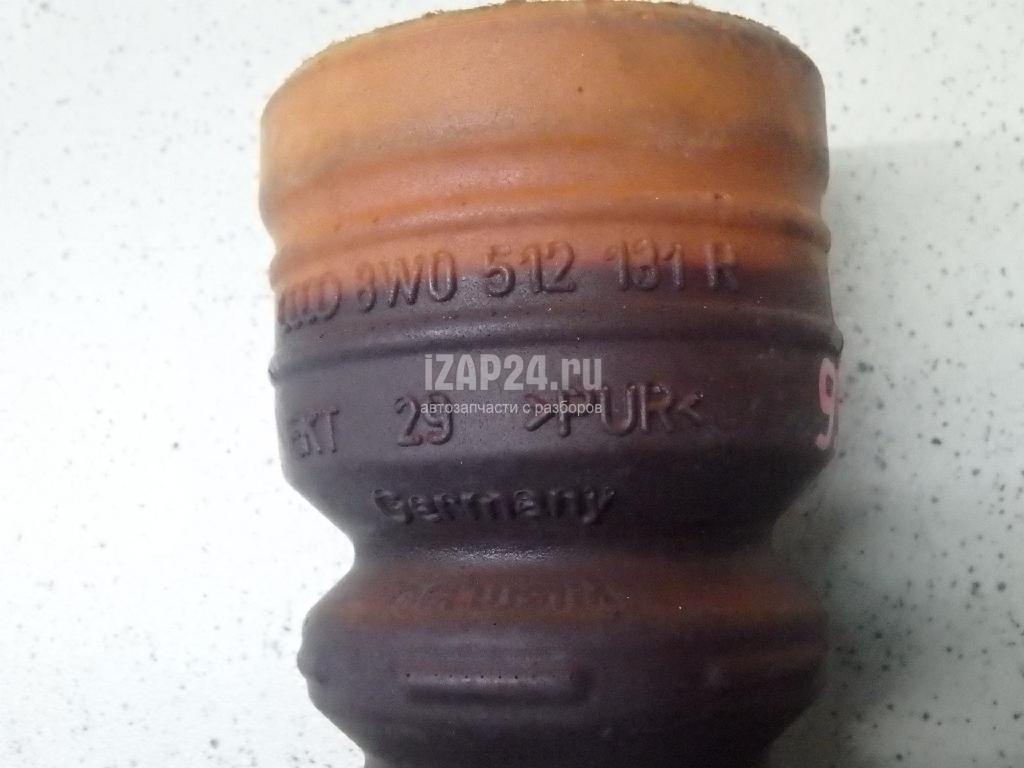 8W0 512 131 R
iZAP24.ru
автозапчасти с разборов
29 >PUR<
Germany